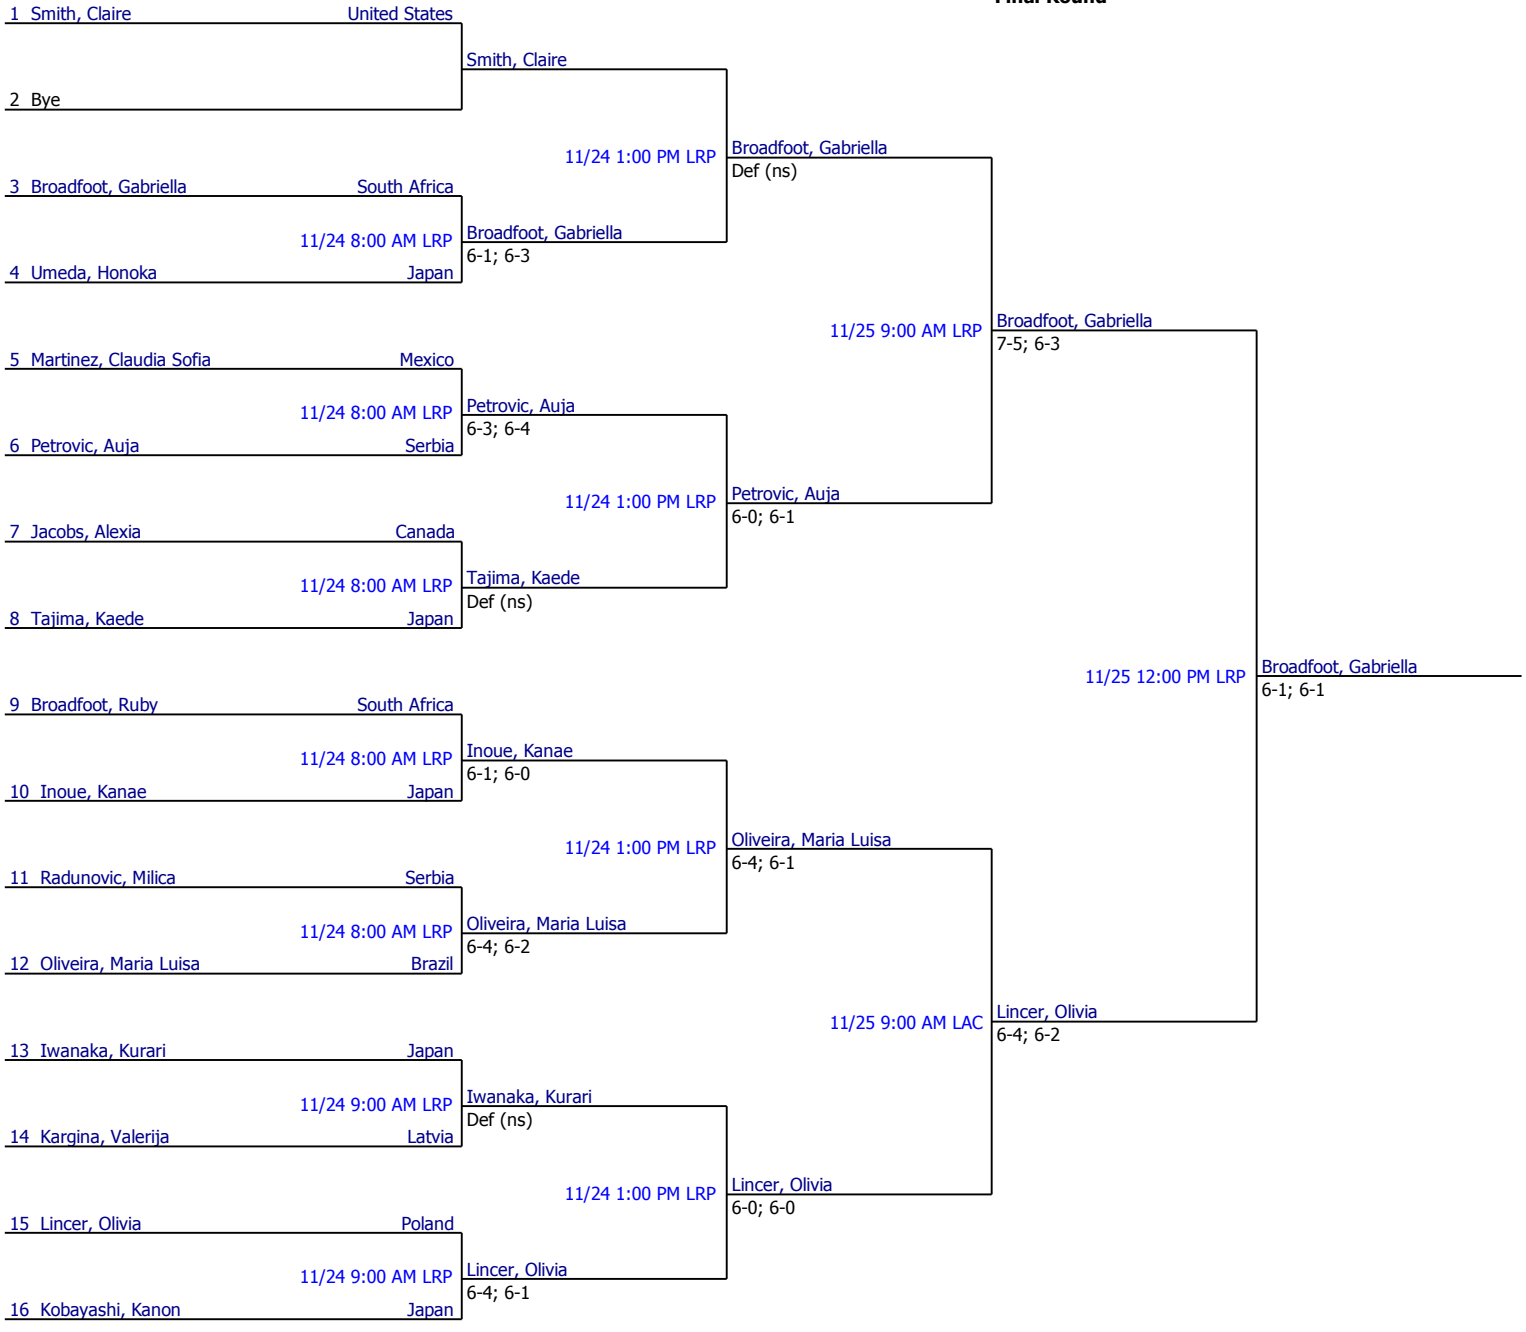 Final Round
1 Smith, Claire United States
Smith, Claire
2 Bye
11/24 1:00 PM LRP
Broadfoot, Gabriella
Def (ns)
3 Broadfoot, Gabriella South Africa
11/24 8:00 AM LRP
Broadfoot, Gabriella
6-1; 6-3
4 Umeda, Honoka Japan
11/25 9:00 AM LRP
Broadfoot, Gabriella
7-5; 6-3
5 Martinez, Claudia Sofia Mexico
11/24 8:00 AM LRP
Petrovic, Auja
6-3; 6-4
6 Petrovic, Auja Serbia
11/24 1:00 PM LRP
Petrovic, Auja
6-0; 6-1
7 Jacobs, Alexia Canada
11/24 8:00 AM LRP
Tajima, Kaede
Def (ns)
8 Tajima, Kaede Japan
11/25 12:00 PM LRP
Broadfoot, Gabriella
6-1; 6-1
9 Broadfoot, Ruby South Africa
11/24 8:00 AM LRP
Inoue, Kanae
6-1; 6-0
10 Inoue, Kanae Japan
11/24 1:00 PM LRP
Oliveira, Maria Luisa
6-4; 6-1
11 Radunovic, Milica Serbia
11/24 8:00 AM LRP
Oliveira, Maria Luisa
6-4; 6-2
12 Oliveira, Maria Luisa Brazil
11/25 9:00 AM LAC
Lincer, Olivia
6-4; 6-2
13 Iwanaka, Kurari Japan
11/24 9:00 AM LRP
Iwanaka, Kurari
Def (ns)
14 Kargina, Valerija Latvia
11/24 1:00 PM LRP
Lincer, Olivia
6-0; 6-0
15 Lincer, Olivia Poland
11/24 9:00 AM LRP
Lincer, Olivia
6-4; 6-1
16 Kobayashi, Kanon Japan